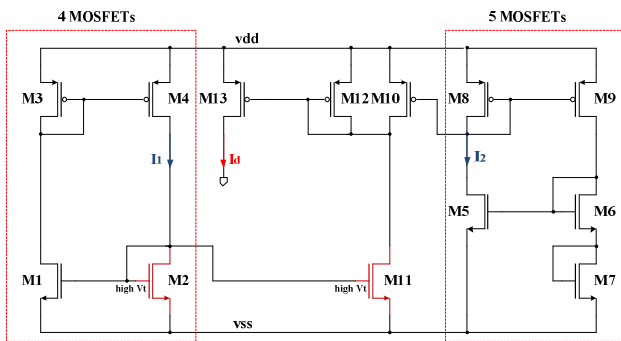 4 MOSFETs
5 MOSFETs
vdd
M3
M4
M13
M12
M10
M8
M9
I1
Id
I2
M5
M6
M1
M2
high Vt
M11
high Vt
M7
vss